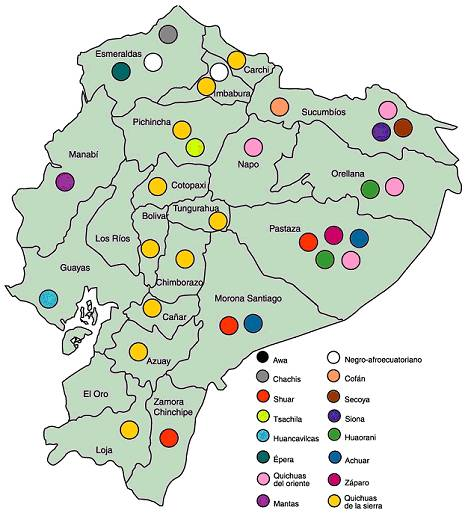 Esmeraldas
Carchi
Imbabura
Sucumbíos
Pichincha
Manabí
Napo
Orellana
Cotopaxi
Tungurahua
Bolivar
Pastaza
Los Ríos
Guayas
Chimborazo
Morona Santiago
Cañar
Azuay
El Oro
Zamora
Chinchipe
Loja
Awa
Chachis
Shuar
Tsachila
Huancavilcas
Épera
Quichuas
del oriente
Mantas
Negro-afroecuatoriano
Cofán
Secoya
Siona
Huaorani
Achuar
Záparo
Quichuas
de la sierra